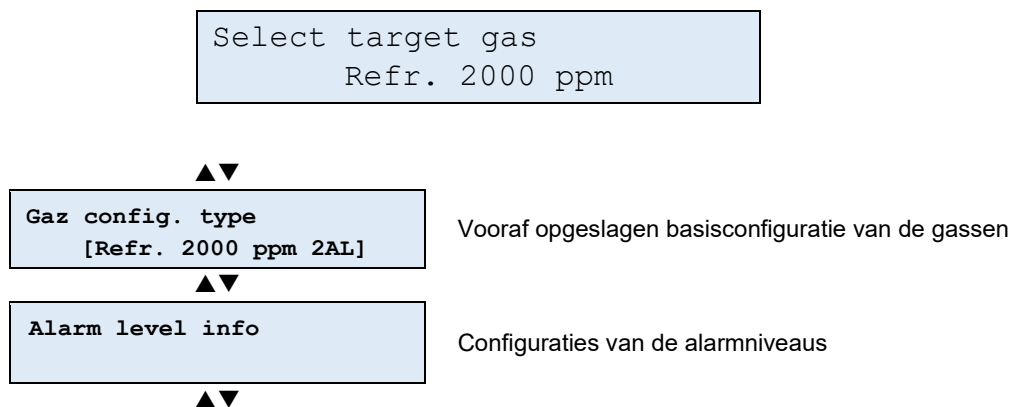 Select target gas
Refr. 2000 ppm
▲▼
Gaz config. type
[Refr. 2000 ppm 2AL]
Vooraf opgeslagen basisconfiguratie van de gassen
▲▼
Alarm level info
Configuraties van de alarmniveaus
▲▼